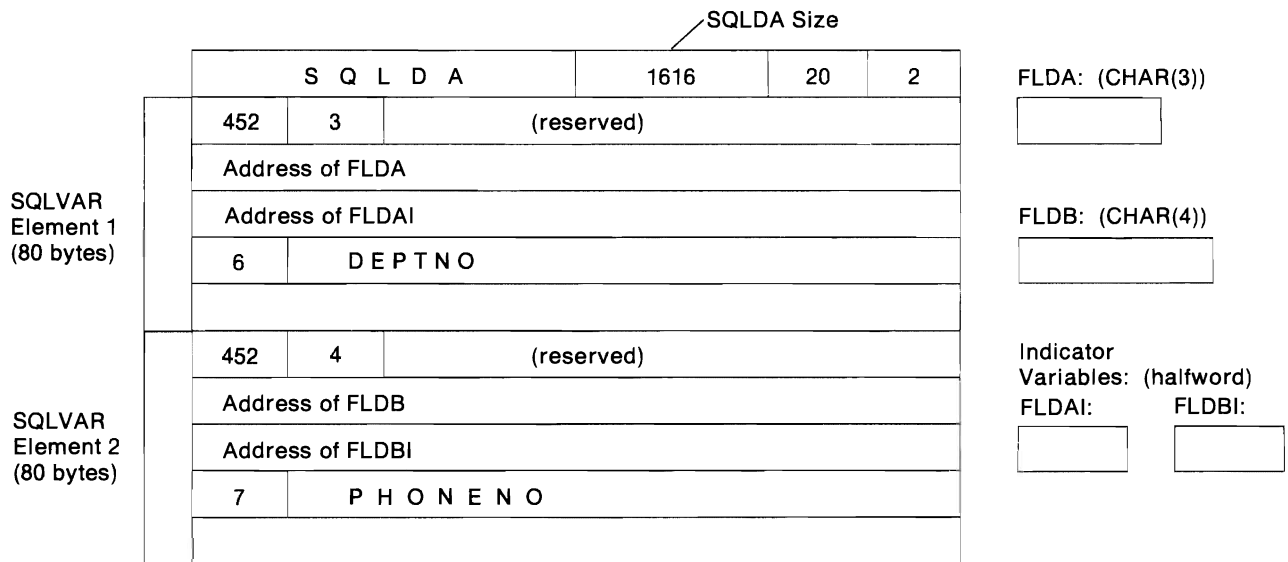 SQLDA Size
S Q L D A 1616 20 2
FLDA: (CHAR(3))
SQLVAR
Element 1
(80 bytes)
452 3 (reserved)
Address of FLDA
Address of FLDAI
6 D E P T N O
FLDB: (CHAR(4))
SQLVAR
Element 2
(80 bytes)
452 4 (reserved)
Address of FLDB
Address of FLDBI
7 P H O N E N O
Indicator
Variables: (halfword)
FLDAI: FLDBI: